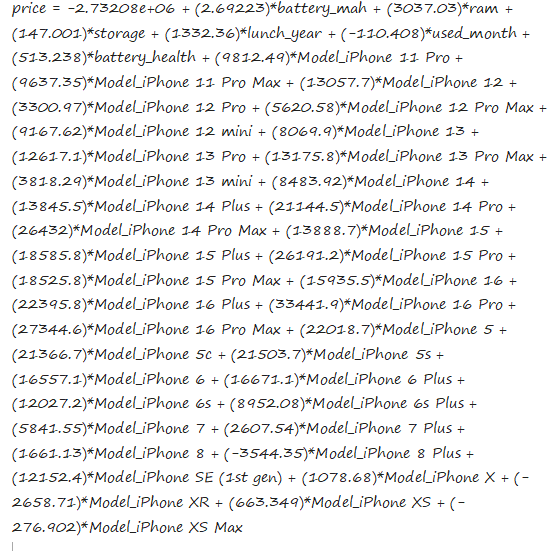 price = -2.73208e+06 + (2.69223)*battery_mah + (3037.03)*ram +
(147.001)*storage + (1332.36)*lunch_year + (-110.408)*used_month +
(513.238)*battery_health + (9812.49)*Model_iPhone 11 Pro +
(9637.35)*Model_iPhone 11 Pro Max + (13057.7)*Model_iPhone 12 +
(3300.97)*Model_iPhone 12 Pro + (5620.58)*Model_iPhone 12 Pro Max +
(9167.62)*Model_iPhone 12 mini + (8069.9)*Model_iPhone 13 +
(12617.1)*Model_iPhone 13 Pro + (13175.8)*Model_iPhone 13 Pro Max +
(3818.29)*Model_iPhone 13 mini + (8483.92)*Model_iPhone 14 +
(13845.5)*Model_iPhone 14 Plus + (21144.5)*Model_iPhone 14 Pro +
(26432)*Model_iPhone 14 Pro Max + (13888.7)*Model_iPhone 15 +
(18585.8)*Model_iPhone 15 Plus + (26191.2)*Model_iPhone 15 Pro +
(18525.8)*Model_iPhone 15 Pro Max + (15935.5)*Model_iPhone 16 +
(22395.8)*Model_iPhone 16 Plus + (33441.9)*Model_iPhone 16 Pro +
(27344.6)*Model_iPhone 16 Pro Max + (22018.7)*Model_iPhone 5 +
(21366.7)*Model_iPhone 5c + (21503.7)*Model_iPhone 5s +
(16557.1)*Model_iPhone 6 + (16671.1)*Model_iPhone 6 Plus +
(12027.2)*Model_iPhone 6s + (8952.08)*Model_iPhone 6s Plus +
(5841.55)*Model_iPhone 7 + (2607.54)*Model_iPhone 7 Plus +
(1661.13)*Model_iPhone 8 + (-3544.35)*Model_iPhone 8 Plus +
(12152.4)*Model_iPhone SE (1st gen) + (1078.68)*Model_iPhone X + (-
2658.71)*Model_iPhone XR + (663.349)*Model_iPhone XS + (-
276.902)*Model_iPhone XS Max